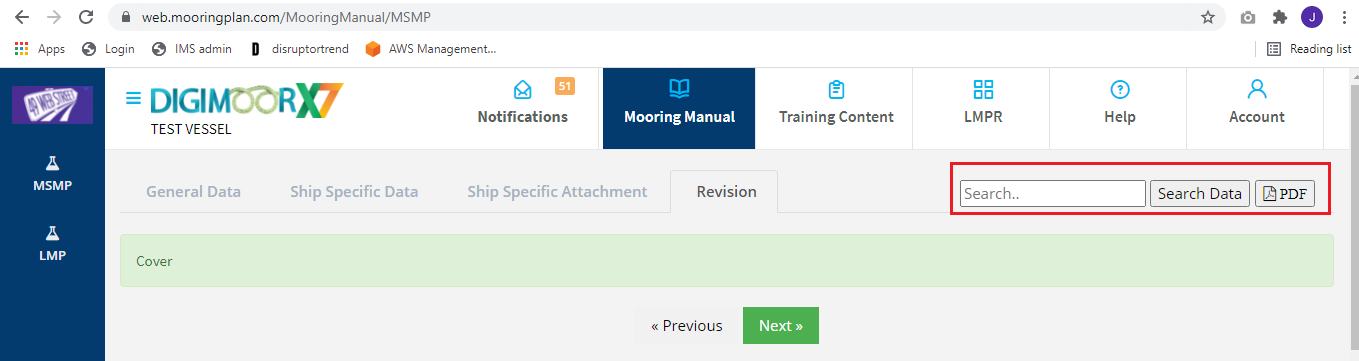 web.mooringplan.com/MooringManual/MSMP
J
Apps
Login
IMS admin
D
disruptortrend
AWS Management...
Reading list
49 WEB STREET
DIGIMOORX7
TEST VESSEL
Notifications
51
Mooring Manual
Training Content
LMPR
Help
Account
MSMP
LMP
General Data
Ship Specific Data
Ship Specific Attachment
Revision
Search..
Search Data
PDF
Cover
« Previous
Next »